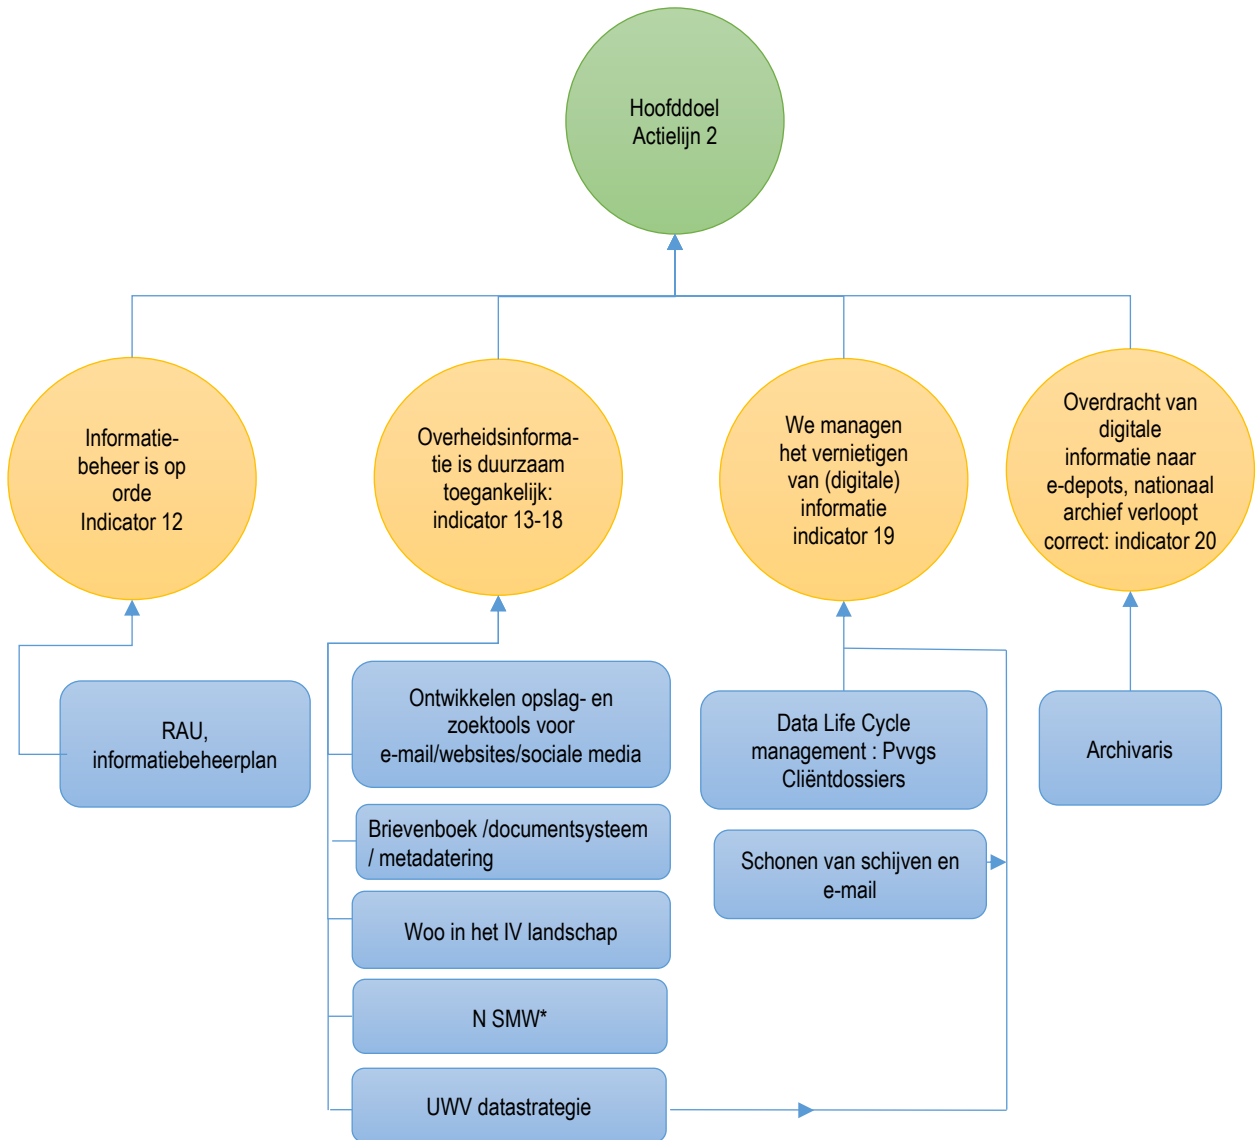 Hoofddoel
Actielijn 2
Informatie-
beheer is op
orde
Indicator 12
Overheidsinforma-
tie is duurzaam
toegankelijk:
indicator 13-18
We managen
het vernietigen
van (digitale)
informatie
indicator 19
Overdracht van
digitale
informatie naar
e-depots, nationaal
archief verloopt
correct: indicator 20
RAU,
informatiebeheerplan
Ontwikkelen opslag- en
zoektools voor
e-mail/websites/sociale media
Brievenboek /documentsysteem
/ metadatering
Woo in het IV landschap
N SMW*
UWV datastrategie
Data Life Cycle
management : Pvvgs
Cliëntdossiers
Schonen van schijven en
e-mail
Archivaris